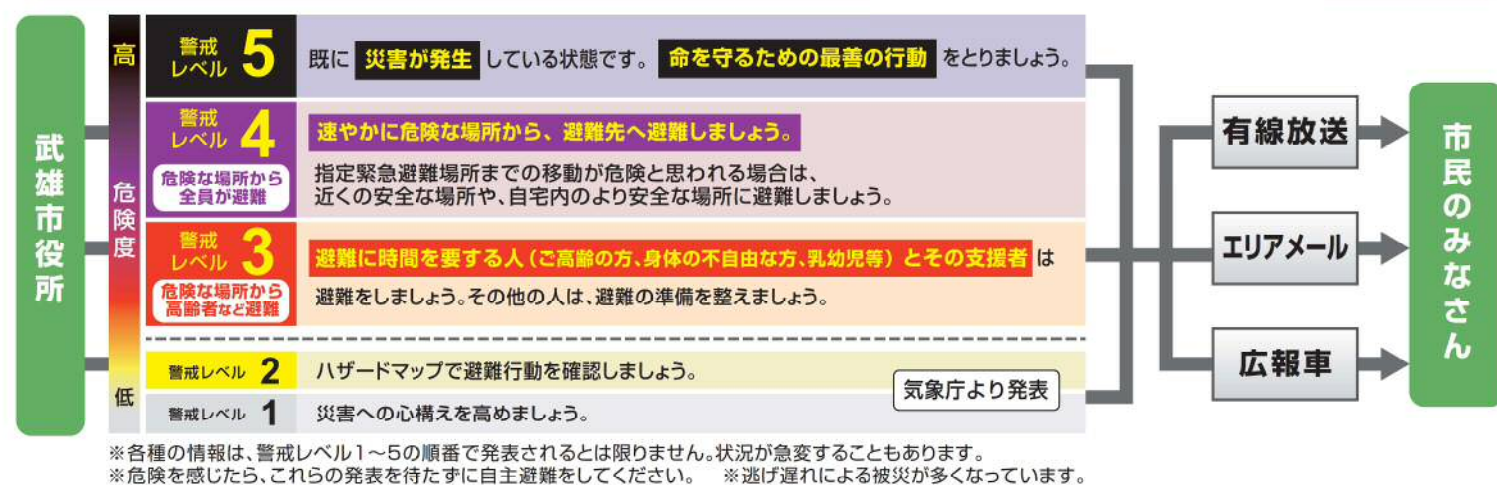 武雄市役所
高
危険度
低
警戒レベル 5
既に 災害が発生 している状態です。 命を守るための最善の行動 をとりましょう。
警戒レベル 4
危険な場所から
全員が避難
速やかに危険な場所から、避難先へ避難しましょう。
指定緊急避難場所までの移動が危険と思われる場合は、
近くの安全な場所や、自宅内のより安全な場所に避難しましょう。
警戒レベル 3
危険な場所から
高齢者など避難
避難に時間を要する人(ご高齢の方、身体の不自由な方、乳幼児等)とその支援者 は
避難をしましょう。その他の人は、避難の準備を整えましょう。
警戒レベル 2
ハザードマップで避難行動を確認しましょう。
警戒レベル 1
災害への心構えを高めましょう。
気象庁より発表
有線放送
エリアメール
広報車
市民のみなさん
※各種の情報は、警戒レベル1~5の順番で発表されるとは限りません。状況が急変することもあります。
※危険を感じたら、これらの発表を待たずに自主避難をしてください。 ※逃げ遅れによる被災が多くなっています。